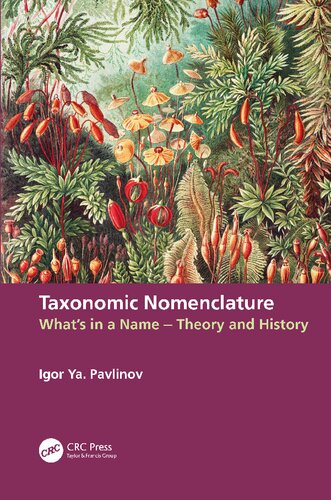 Taxonomic Nomenclature
What's in a Name – Theory and History
Igor Ya. Pavlinov
CRC
CRC Press
Taylor & Francis Group